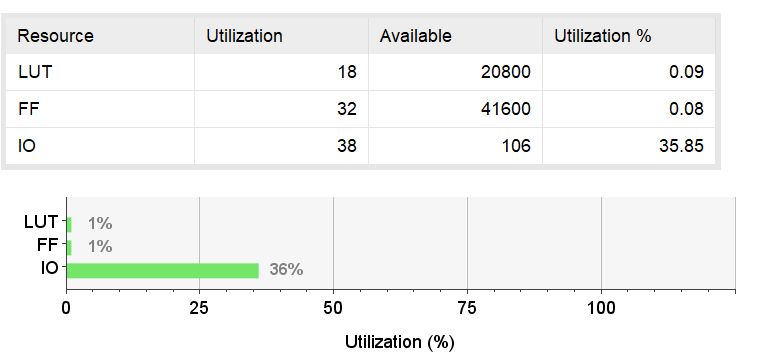 Resource Utilization Available Utilization %
LUT 18 20800 0.09
FF 32 41600 0.08
IO 38 106 35.85
LUT 1%
FF 1%
IO 36%
0 25 50 75 100
Utilization (%)